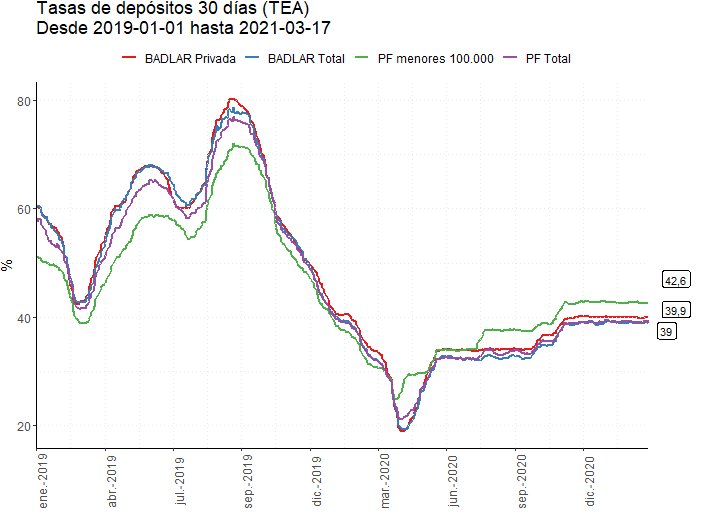 Tasas de depósitos 30 días (TEA)
Desde 2019-01-01 hasta 2021-03-17
BADLAR Privada BADLAR Total PF menores 100.000 PF Total
%
80
60
40
20
42,6
39,9
39
ene.-2019
abr.-2019
jul.-2019
sep.-2019
dic.-2019
mar.-2020
jun.-2020
sep.-2020
dic.-2020